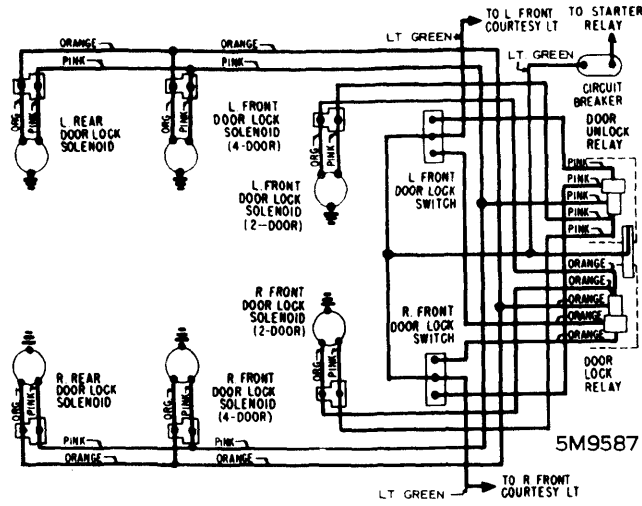 TO L FRONT
COURTESY LT
TO STARTER
RELAY
LT GREEN
LT GREEN
CIRCUIT
BREAKER
ORANGE
ORANGE
PINK
PINK
ORG
PINK
L REAR
DOOR LOCK
SOLENOID
ORG
PINK
L. FRONT
DOOR LOCK
SOLENOID
(4-DOOR)
ORG
PINK
L. FRONT
DOOR LOCK
SOLENOID
(2-DOOR)
L FRONT
DOOR LOCK
SWITCH
DOOR
UNLOCK
RELAY
PINK
PINK
PINK
PINK
ORANGE
ORANGE
ORANGE
ORANGE
ORANGE
R. FRONT
DOOR LOCK
SOLENOID
(2-DOOR)
R. FRONT
DOOR LOCK
SWITCH
DOOR
LOCK
RELAY
ORG
PINK
R. REAR
DOOR LOCK
SOLENOID
ORG
PINK
R. FRONT
DOOR LOCK
SOLENOID
(4-DOOR)
ORG
PINK
PINK
PINK
ORANGE
ORANGE
5M9587
LT GREEN
TO R FRONT
COURTESY LT